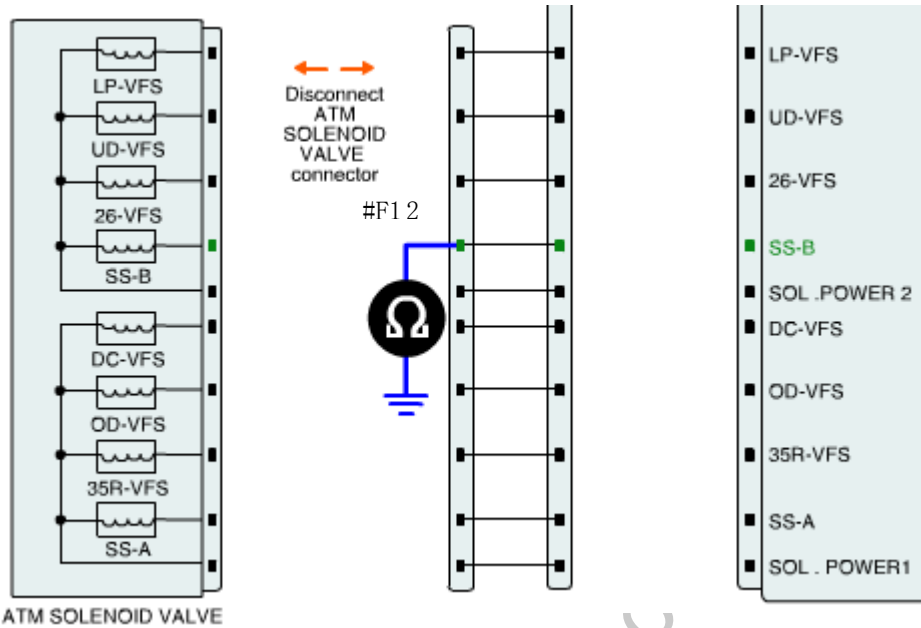 LP-VFS
UD-VFS
26-VFS
SS-B
DC-VFS
OD-VFS
35R-VFS
SS-A
ATM SOLENOID VALVE
Disconnect
ATM
SOLENOID
VALVE
connector
#F12
Ω
LP-VFS
UD-VFS
26-VFS
SS-B
SOL .POWER 2
DC-VFS
OD-VFS
35R-VFS
SS-A
SOL . POWER1